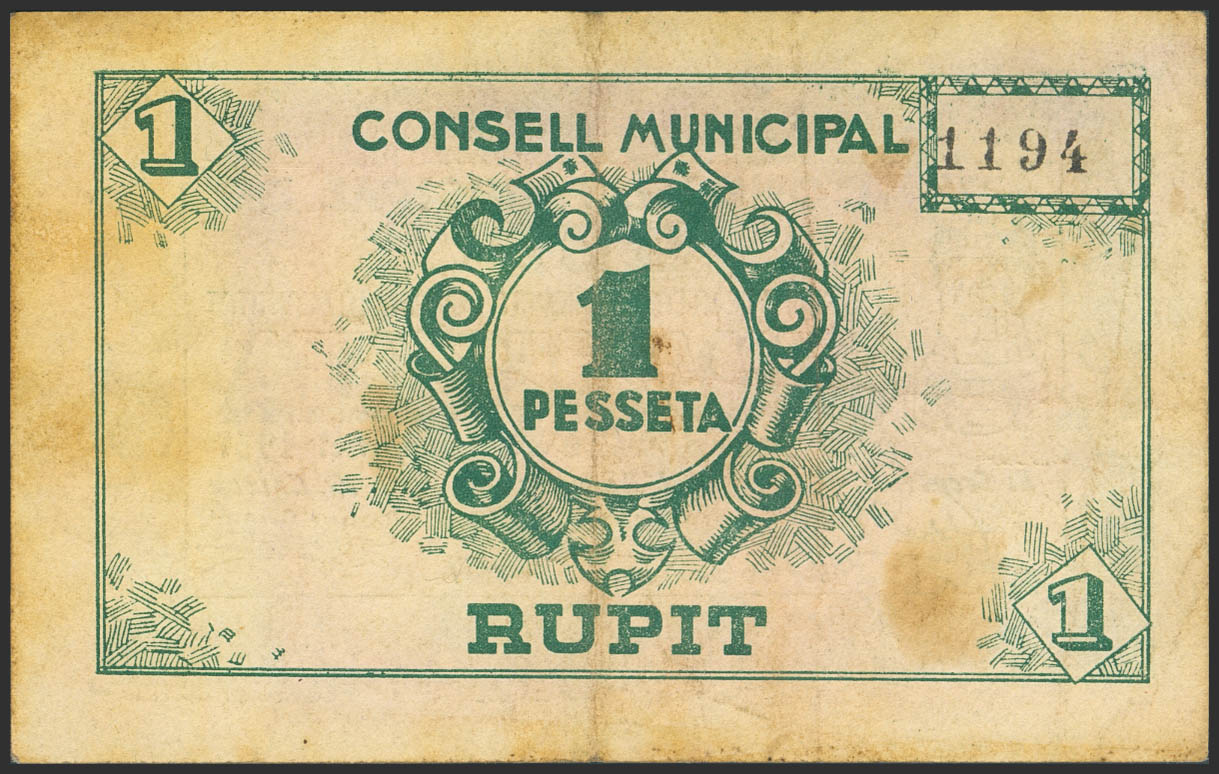 1
CONSELL MUNICIPAL
1194
1
PESSETA
RUPIT
1